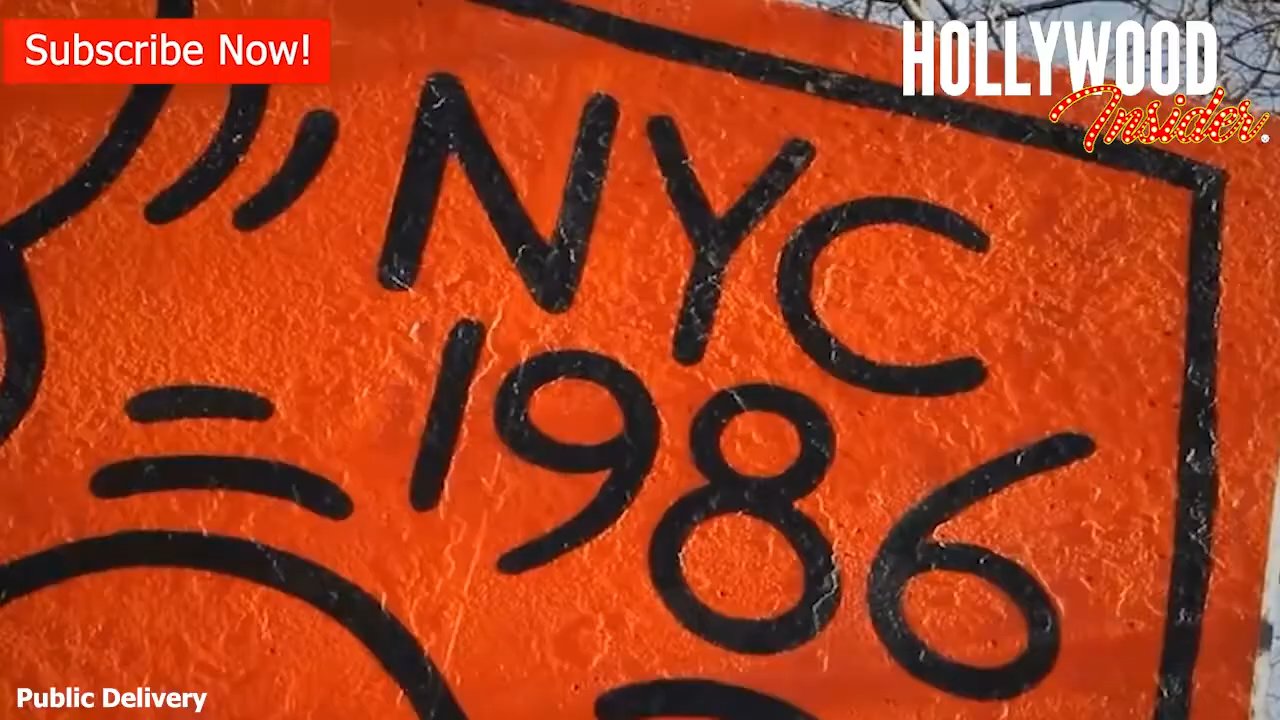 Subscribe Now!
HOLLYWOOD
Insider
NYC
1986
Public Delivery